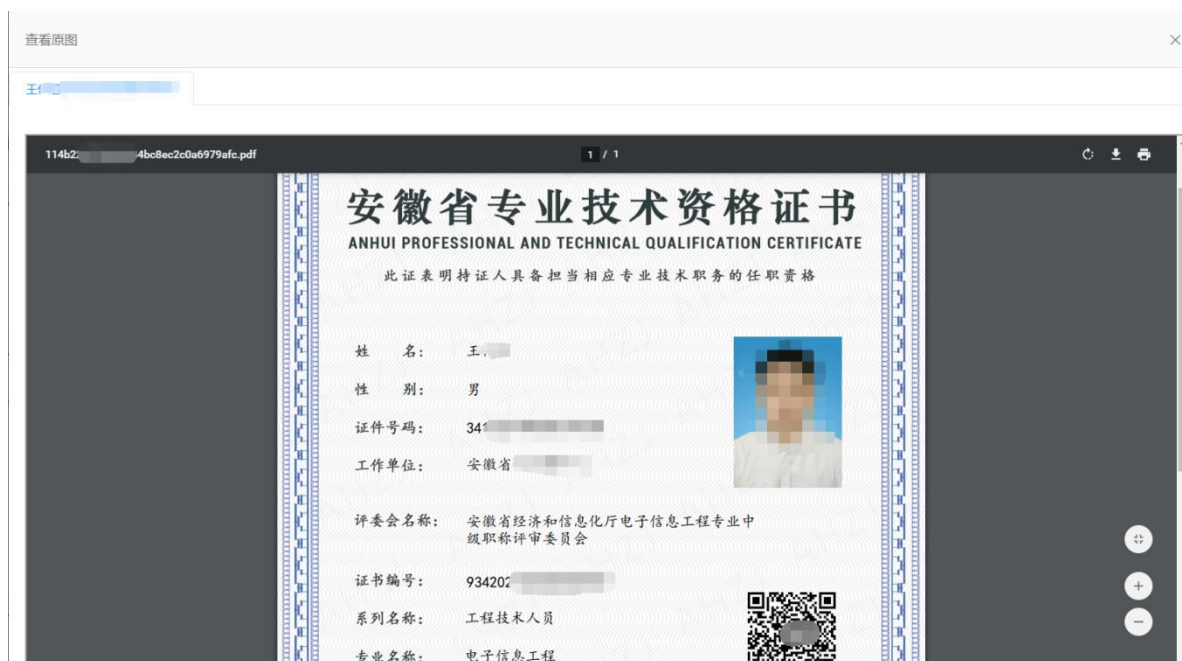 查看原图
王
114b2 4bc8ec2c0a6979afc.pdf
1 / 1
安徽省专业技术资格证书
ANHUI PROFESSIONAL AND TECHNICAL QUALIFICATION CERTIFICATE
此证表明持证人具备担当相应专业技术职务的任职资格
姓 名： 王
性 别： 男
证件号码： 34
工作单位： 安徽省
评委会名称： 安徽省经济和信息化厅电子信息工程专业中
级职称评审委员会
证书编号： 934202
系列名称： 工程技术人员
专业名称： 电子信息工程